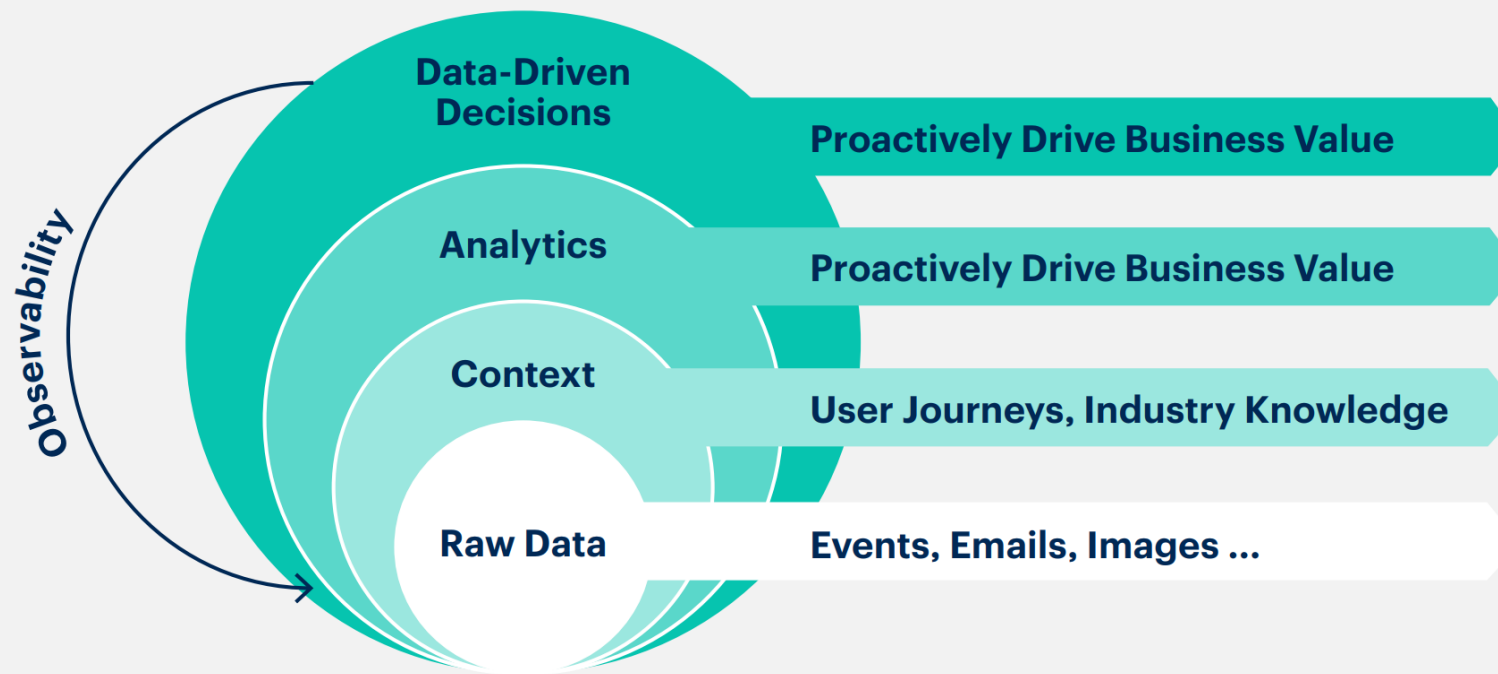 Observability
Data-Driven
Decisions
Proactively Drive Business Value
Analytics
Proactively Drive Business Value
Context
User Journeys, Industry Knowledge
Raw Data
Events, Emails, Images ...